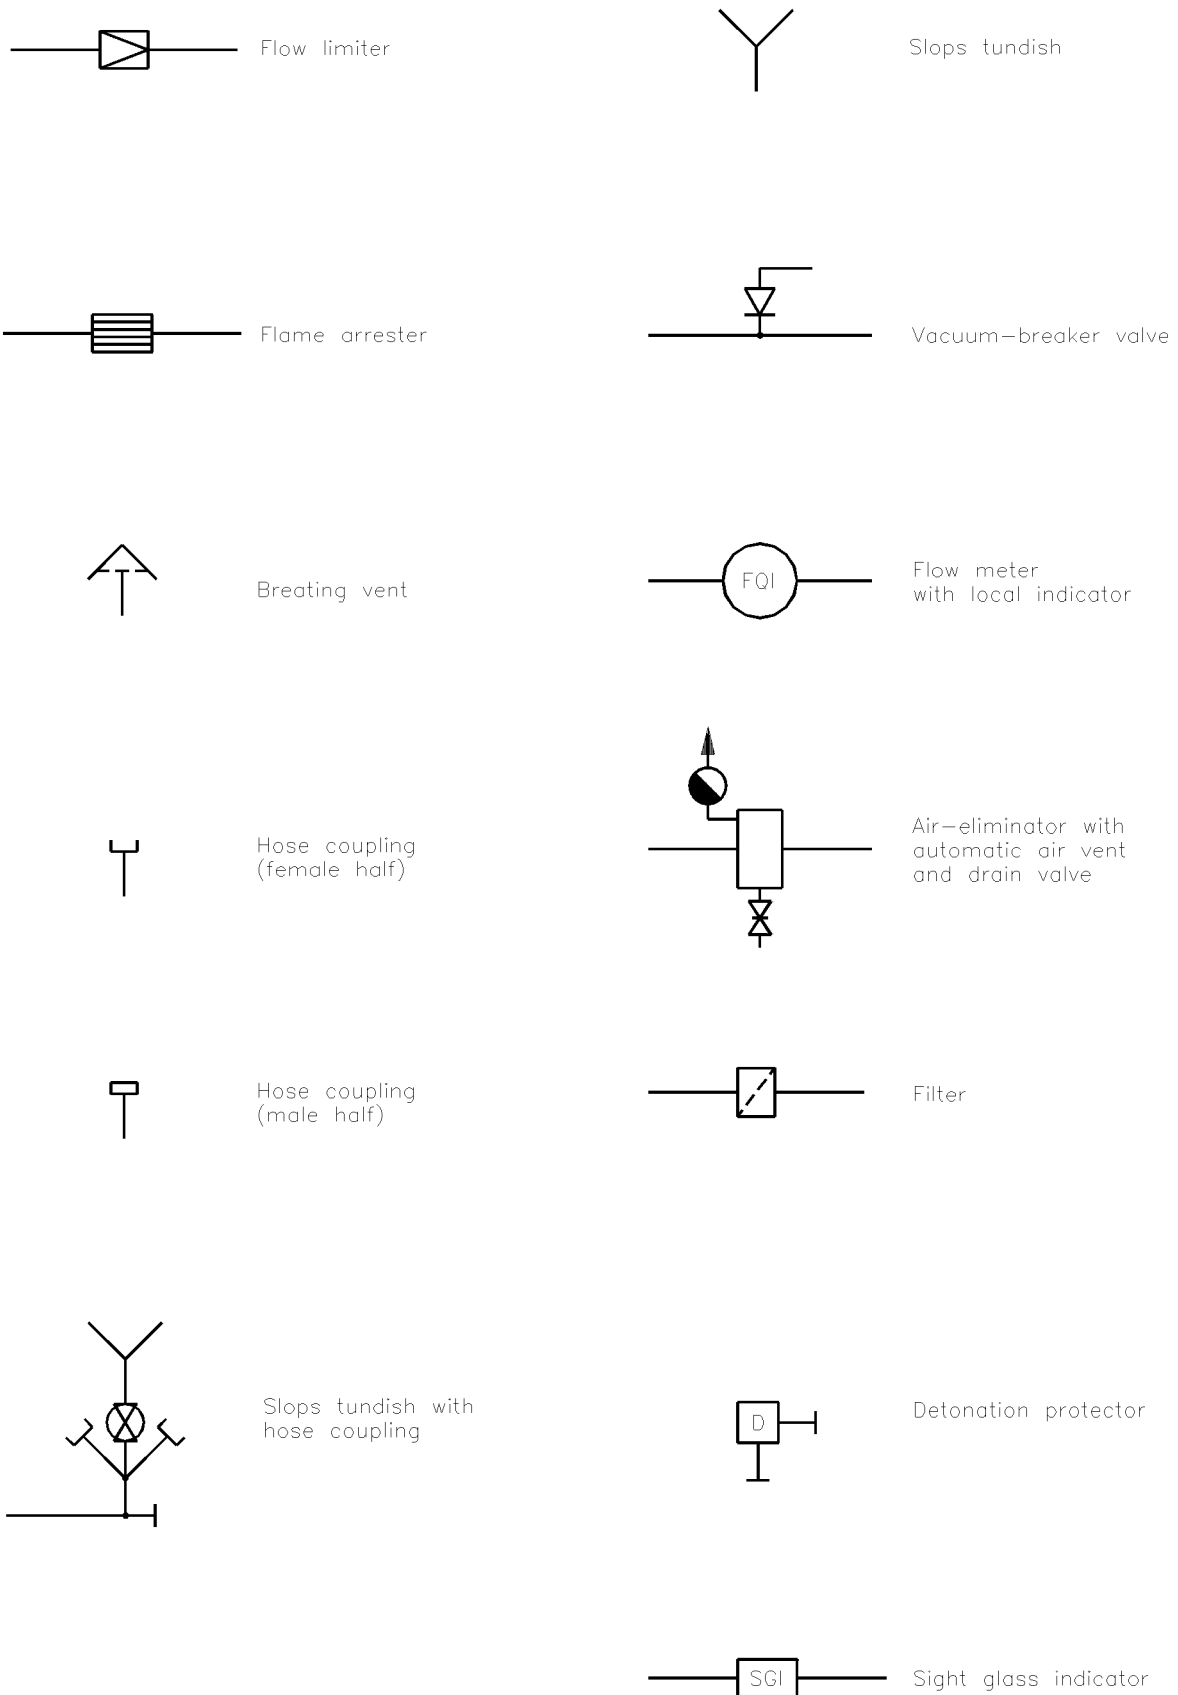 Flow limiter
Slops tundish
Flame arrester
Vacuum-breaker valve
Breating vent
FQI
Flow meter
with local indicator
Hose coupling
(female half)
Air-eliminator with
automatic air vent
and drain valve
Hose coupling
(male half)
Filter
Slops tundish with
hose coupling
D
Detonation protector
SGI
Sight glass indicator